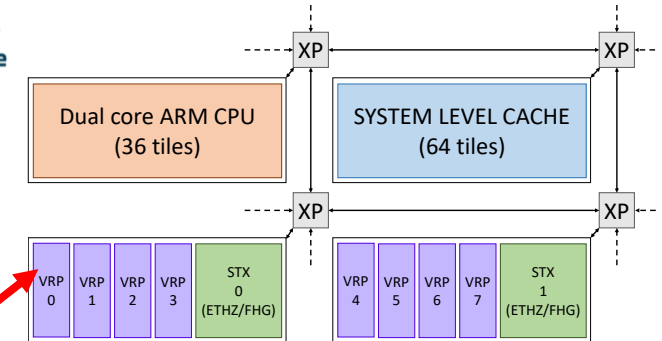 e
XP
XP
Dual core ARM CPU
(36 tiles)
SYSTEM LEVEL CACHE
(64 tiles)
XP
XP
VRP
0
VRP
1
VRP
2
VRP
3
STX
0
(ETHZ/FHG)
VRP
4
VRP
5
VRP
6
VRP
7
STX
1
(ETHZ/FHG)